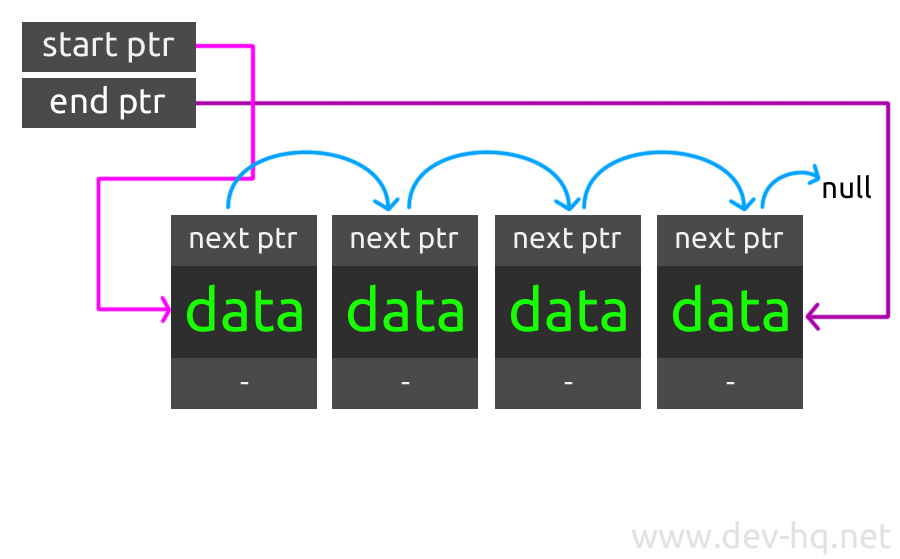 start ptr
end ptr
null
next ptr next ptr next ptr next ptr
data data data data
- - - -
www.dev-hq.net